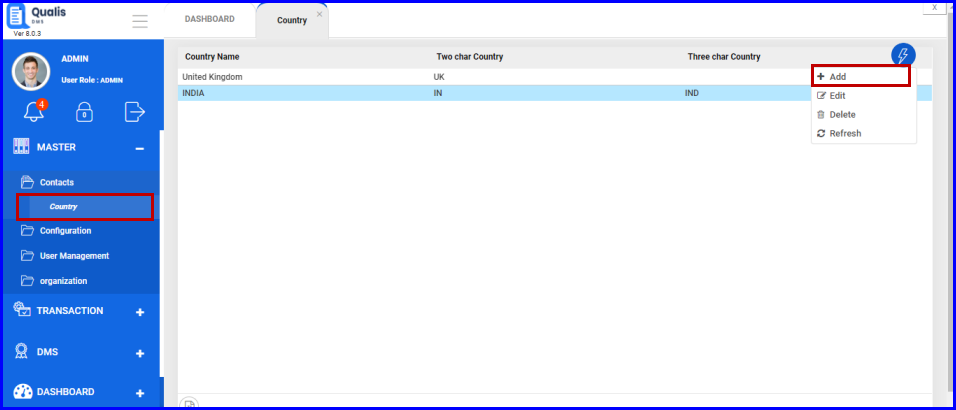 Qualis
DMS
Ver 8.0.3
DASHBOARD
Country ×
X
ADMIN
User Role : ADMIN
4
0
MASTER
Contacts
Country
Configuration
User Management
organization
TRANSACTION
DMS
DASHBOARD
Country Name Two char Country Three char Country
United Kingdom UK
INDIA IN IND
Add
Edit
Delete
Refresh